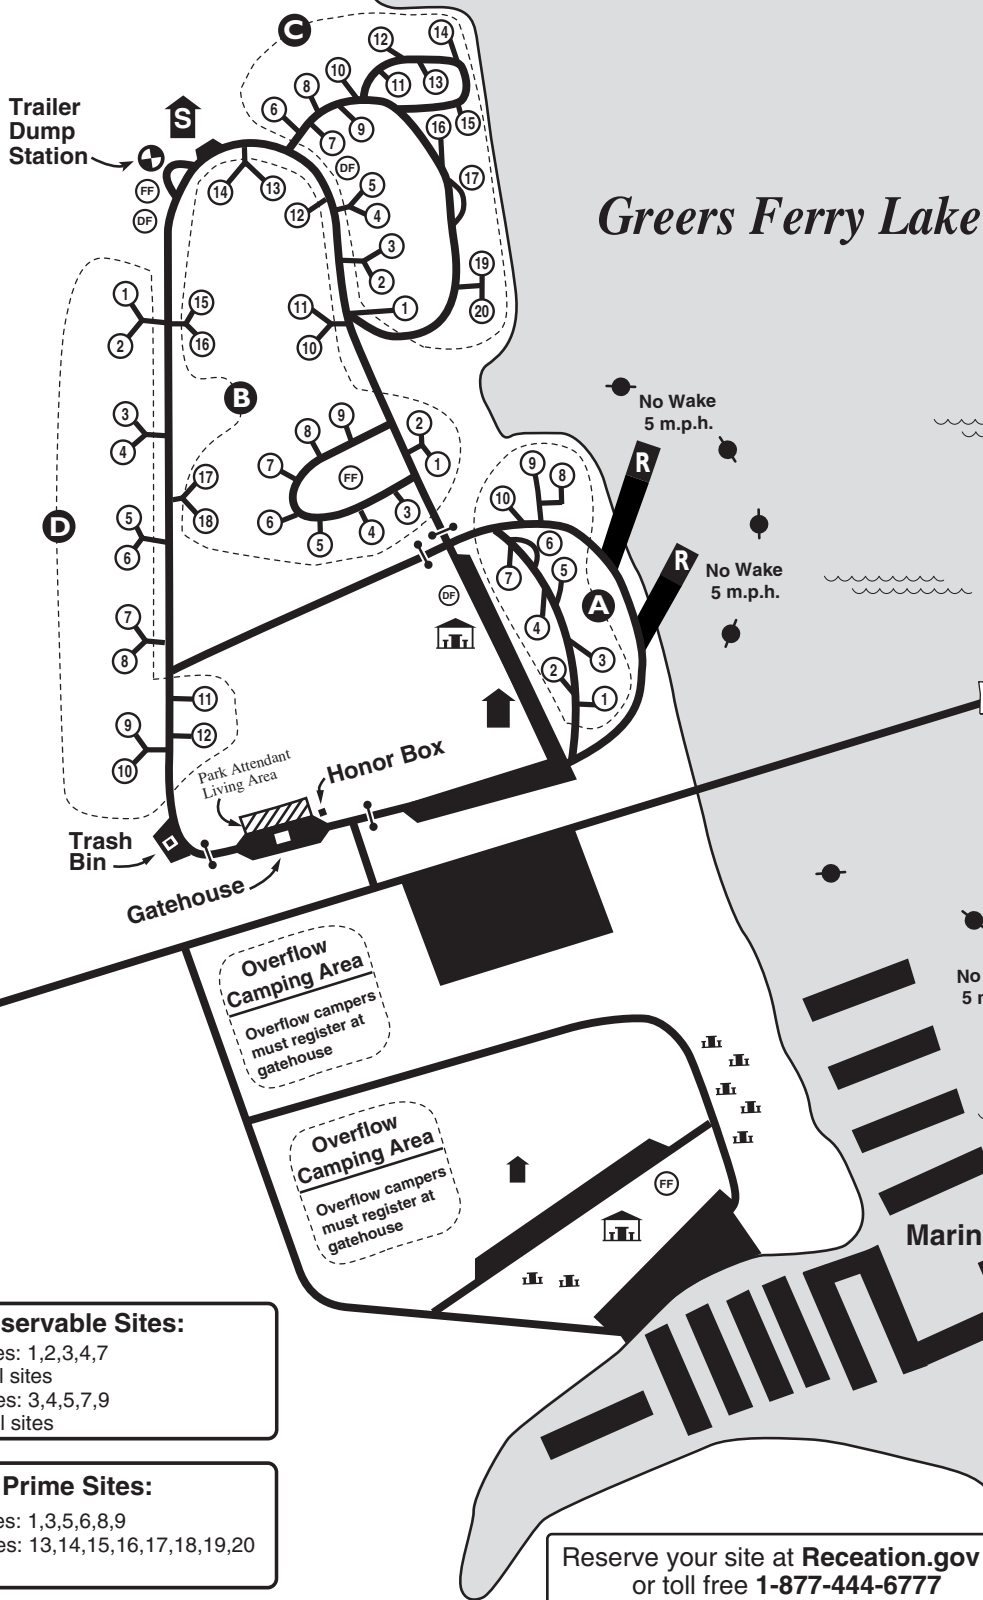 C
14
12
10
11
13
8
6
9
16
15
7
Trailer
Dump
Station
S
DF
17
FF
14
13
5
12
4
DF
Greers Ferry Lake
3
19
2
1
15
11
1
20
2
16
10
No Wake
5 m.p.h.
B
3
9
2
8
R
4
7
FF
1
9
8
17
D
10
5
18
6
5
4
3
6
6
R
No Wake
5 m.p.h.
7
5
DF
A
7
4
8
3
2
11
1
9
12
10
Park Attendant
Living Area
Honor Box
Trash
Bin
Gatehouse
Overflow
Camping Area
Overflow campers
must register at
gatehouse
No
5 m
Overflow
Camping Area
Overflow campers
must register at
gatehouse
FF
Marin
servable Sites:
es: 1,2,3,4,7
l sites
es: 3,4,5,7,9
l sites
Prime Sites:
es: 1,3,5,6,8,9
es: 13,14,15,16,17,18,19,20
Reserve your site at Receation.gov
or toll free 1-877-444-6777